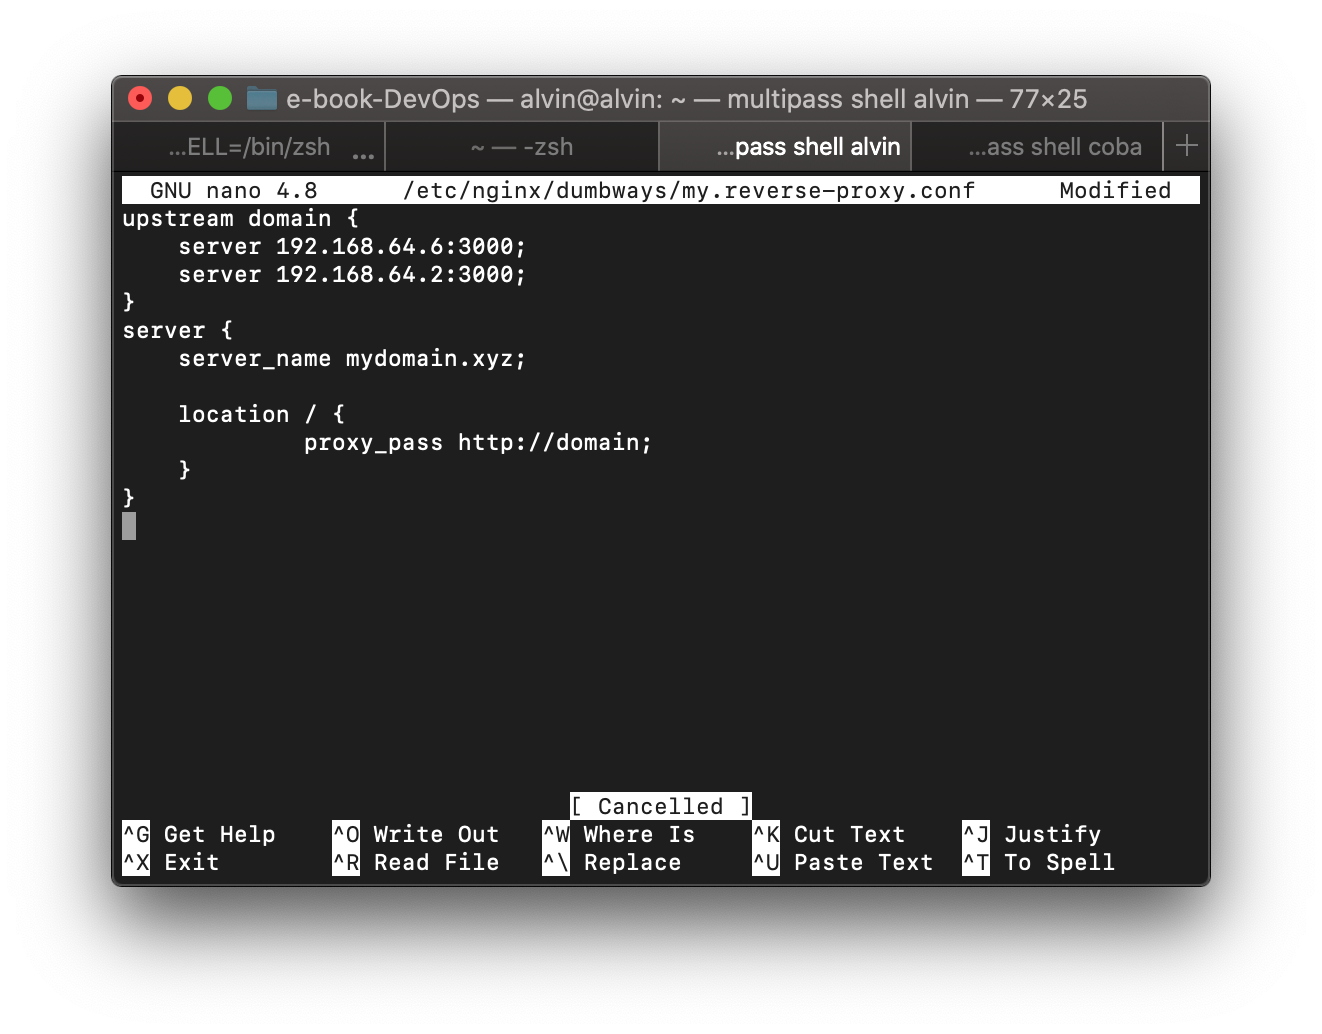 e-book-DevOps — alvin@alvin: ~ — multipass shell alvin — 77×25
...ELL=/bin/zsh ... ~ — -zsh ...pass shell alvin ...ass shell coba +
GNU nano 4.8 /etc/nginx/dumbways/my.reverse-proxy.conf Modified
upstream domain {
    server 192.168.64.6:3000;
    server 192.168.64.2:3000;
}
server {
    server_name mydomain.xyz;

    location / {
             proxy_pass http://domain;
    }
}
[ Cancelled ]
^G Get Help ^O Write Out ^W Where Is ^K Cut Text ^J Justify
^X Exit ^R Read File ^\ Replace ^U Paste Text ^T To Spell